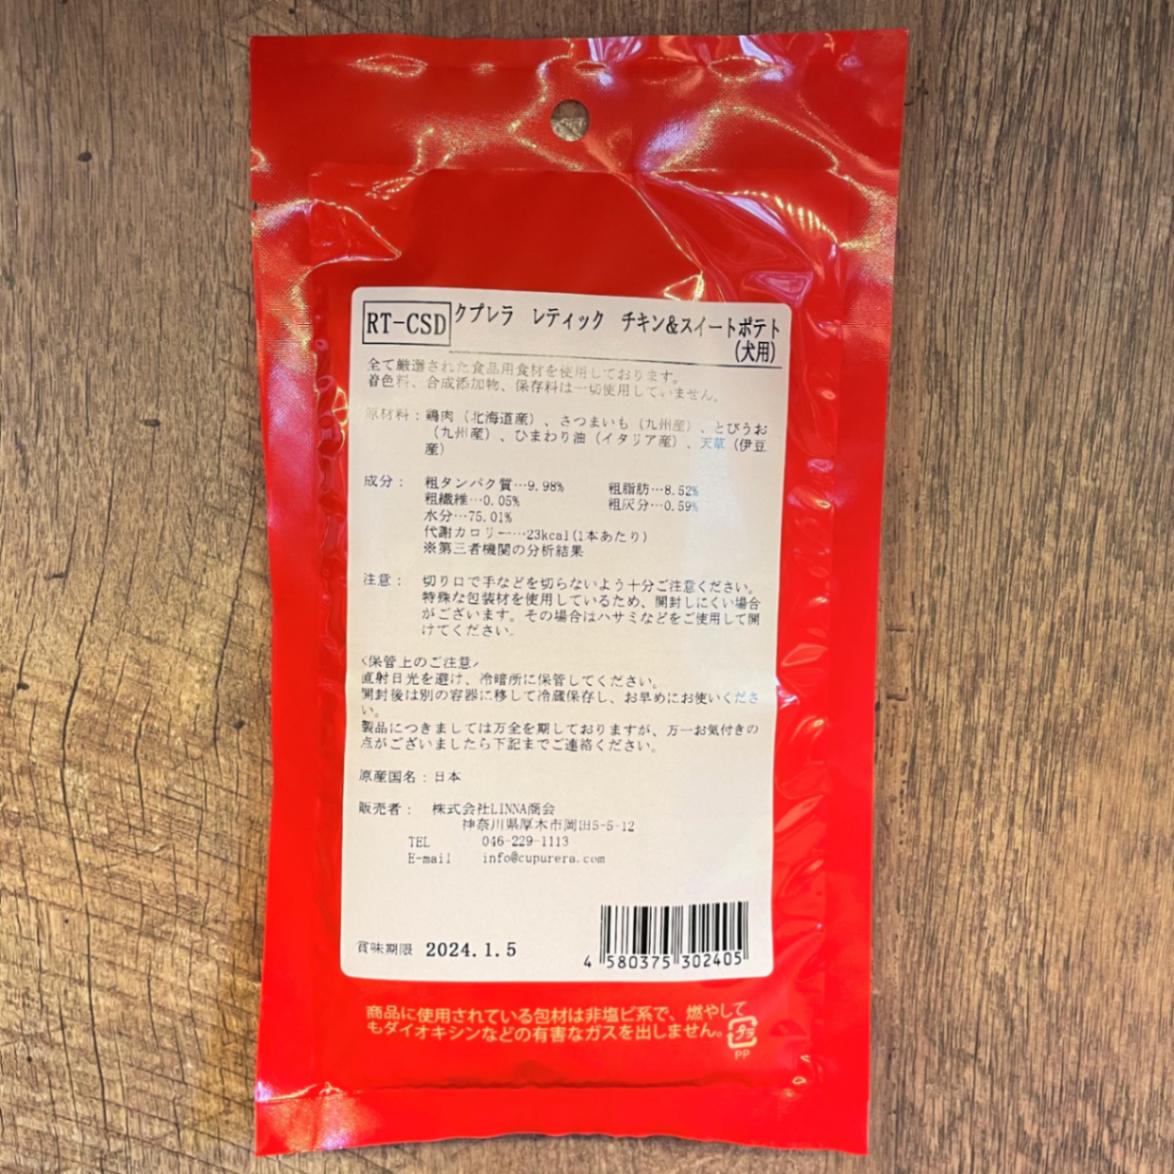 RT-CSD
クプレラ レティック チキン&スイートポテト
(犬用)
全て厳選された食品用食材を使用しております。
着色料、合成添加物、保存料は一切使用していません。
原材料：鶏肉（北海道産）、さつまいも（九州産）、とびうお
（九州産）、ひまわり油（イタリア産）、天草（伊豆
産）
成分： 粗タンパク質…9.98% 粗脂肪…8.52%
粗繊維…0.05% 粗灰分…0.59%
水分…75.01%
代謝カロリー…23kcal(1本あたり)
※第三者機関の分析結果
注意： 切り口で手などを切らないよう十分ご注意ください。
特殊な包装材を使用しているため、開封しにくい場合
がございます。その場合はハサミなどをご使用して開
けてください。
<保管上のご注意>
直射日光を避け、冷暗所に保管してください。
開封後は別の容器に移して冷蔵保存し、お早めにお使いくださ
い。
製品につきましては万全を期しておりますが、万一お気付きの
点がございましたら下記までご連絡ください。
原産国名：日本
販売者： 株式会社LINNA商会
神奈川県厚木市岡田5-5-12
TEL 046-229-1113
E-mail info@cupurera.com
賞味期限 2024.1.5
4 580375 302405
商品に使用されている包材は非塩ビ系で、燃やして
もダイオキシンなどの有害なガスを出しません。
プラ
PP